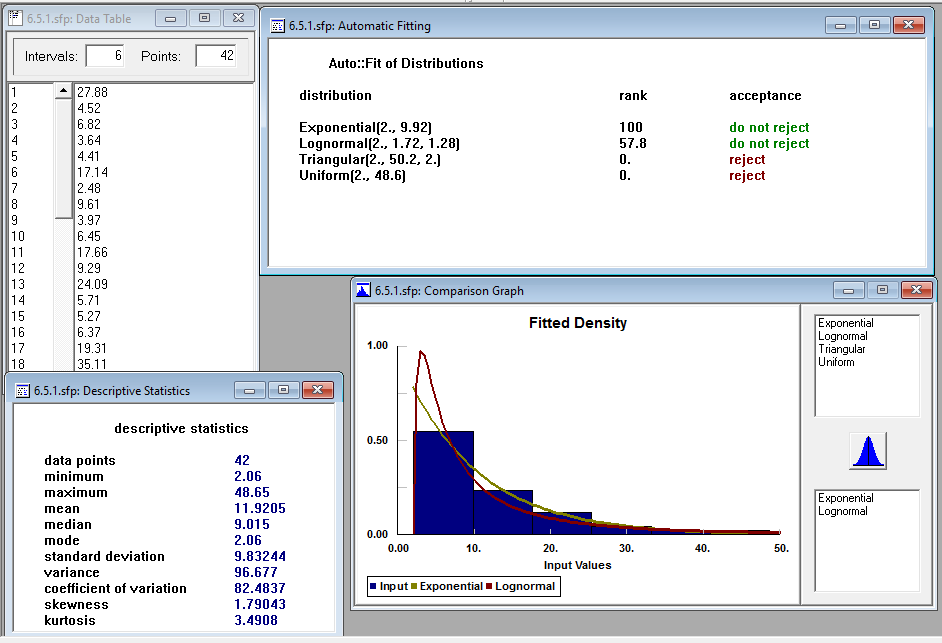 6.5.1.sfp: Data Table
Intervals: 6 Points: 42
1 27.88
2 4.52
3 6.82
4 3.64
5 4.41
6 17.14
7 2.48
8 9.61
9 3.97
10 6.45
11 17.66
12 9.29
13 24.09
14 5.71
15 5.27
16 6.37
17 19.31
18 35.11
6.5.1.sfp: Automatic Fitting
Auto::Fit of Distributions
distribution rank acceptance
Exponential(2., 9.92) 100 do not reject
Lognormal(2., 1.72, 1.28) 57.8 do not reject
Triangular(2., 50.2, 2.) 0. reject
Uniform(2., 48.6) 0. reject
6.5.1.sfp: Descriptive Statistics
descriptive statistics
data points 42
minimum 2.06
maximum 48.65
mean 11.9205
median 9.015
mode 2.06
standard deviation 9.83244
variance 96.677
coefficient of variation 82.4837
skewness 1.79043
kurtosis 3.4908
6.5.1.sfp: Comparison Graph
Fitted Density
1.00
0.50
0.00
0.00 10. 20. 30. 40. 50.
Input Values
Input Exponential Lognormal
Exponential
Lognormal
Triangular
Uniform
Exponential
Lognormal